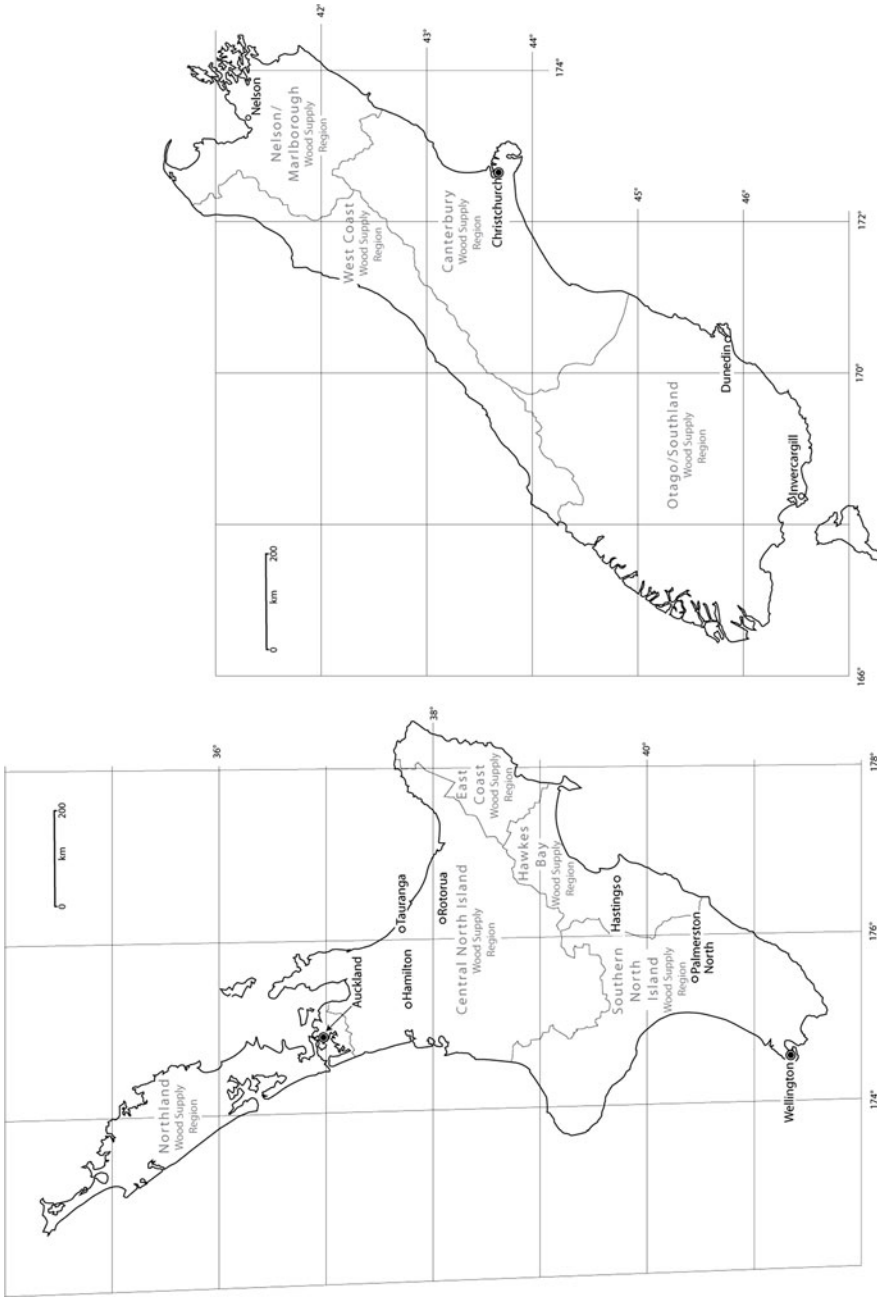 36°
38°
40°
174°
176°
178°
0
km
200
Northland
Wood Supply
Region
Auckland
Hamilton
Tauranga
Rotorua
Central North Island
Wood Supply
Region
East
Coast
Wood Supply
Region
Hawkes
Bay
Wood Supply
Region
Hastings
Southern
North
Island
Wood Supply
Region
Palmerston
North
Wellington
42°
43°
44°
45°
46°
166°
170°
172°
174°
0
km
200
Nelson
Nelson/
Marlborough
Wood Supply
Region
West Coast
Wood Supply
Region
Canterbury
Wood Supply
Region
Christchurch
Otago/Southland
Wood Supply
Region
Dunedin
Invercargill